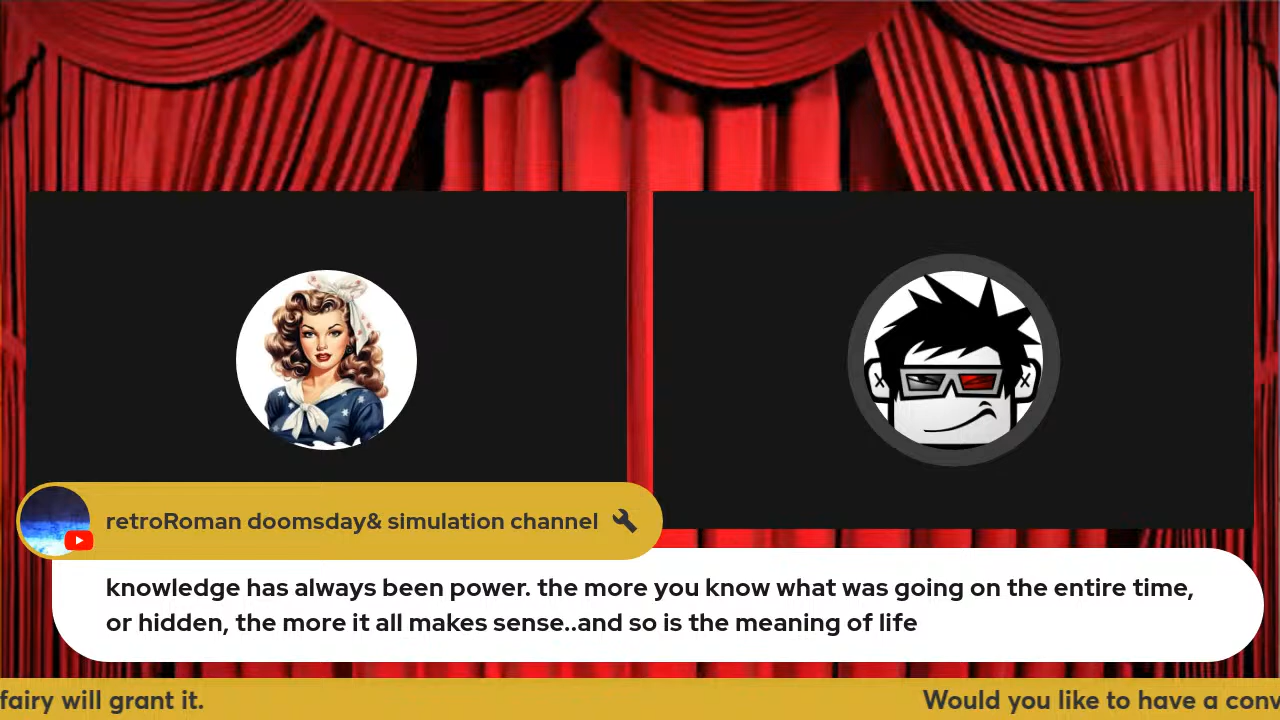 retroRoman doomsday& simulation channel
knowledge has always been power. the more you know what was going on the entire time,
or hidden, the more it all makes sense..and so is the meaning of life
fairy will grant it.
Would you like to have a conv